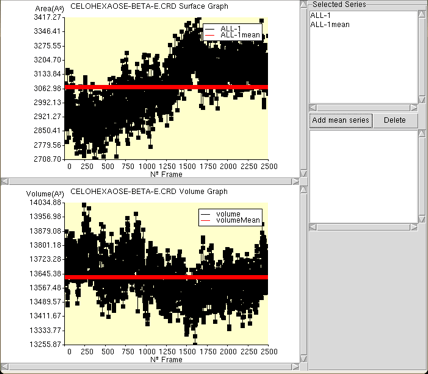 CELOHEXAOSE-BETA-E.CRD Surface Graph
Area(A²)
3417.27
3346.41
3275.55
3204.70
3133.84
3062.98
2992.13
2921.27
2850.41
2779.56
2708.70
ALL-1
ALL-1mean
0 250 500 750 1000 1250 1500 1750 2000 2250 2500
N° Frame
CELOHEXAOSE-BETA-E.CRD Volume Graph
Volume(A³)
14034.88
13956.98
13879.08
13801.18
13723.28
13645.38
13567.48
13489.57
13411.67
13333.77
13255.87
volume
volumeMean
0 250 500 750 1000 1250 1500 1750 2000 2250 2500
N° Frame
Selected Series
ALL-1
ALL-1mean
Add mean series
Delete